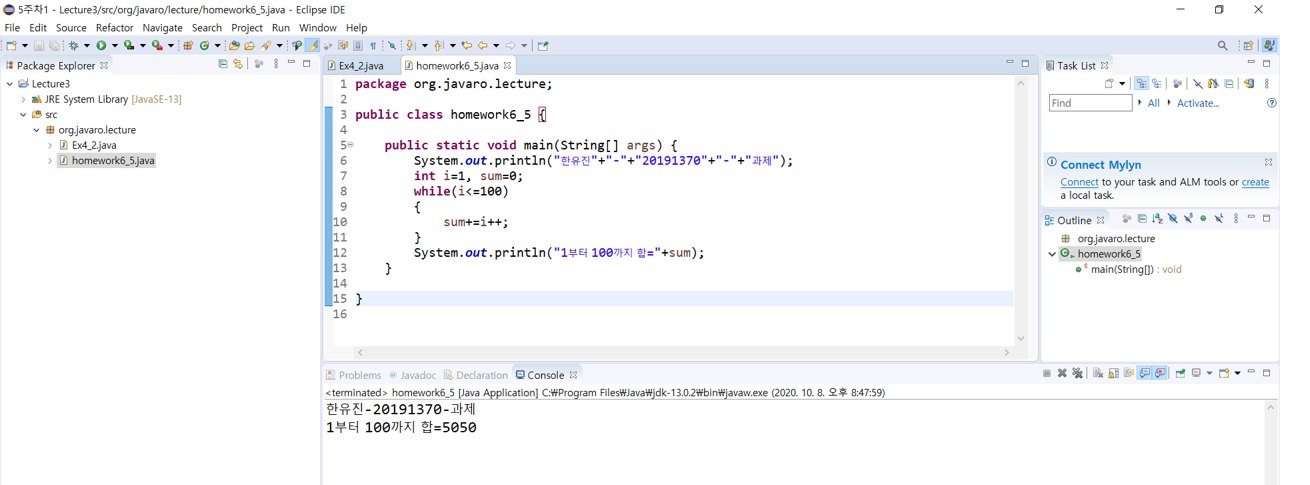 5주차1 - Lecture3/src/org/javaro/lecture/homework6_5.java - Eclipse IDE
File Edit Source Refactor Navigate Search Project Run Window Help
Package Explorer
Lecture3
JRE System Library [JavaSE-13]
src
org.javaro.lecture
Ex4_2.java
homework6_5.java
Ex4_2.java homework6_5.java
1 package org.javaro.lecture;
2
3 public class homework6_5 {
4
5 public static void main(String[] args) {
6 System.out.println("한유진"+"-"+"20191370"+"-"+"과제");
7 int i=1, sum=0;
8 while(i<=100)
9 {
10 sum+=i++;
11 }
12 System.out.println("1부터 100까지 합="+sum);
13 }
14
15 }
16
Task List
Find All Activate...
Connect Mylyn
Connect to your task and ALM tools or create
a local task.
Outline
org.javaro.lecture
homework6_5
main(String[]) : void
Problems Javadoc Declaration Console
<terminated> homework6_5 [Java Application] C:₩Program Files₩Java₩jdk-13.0.2₩bin₩javaw.exe (2020. 10. 8. 오후 8:47:59)
한유진-20191370-과제
1부터 100까지 합=5050